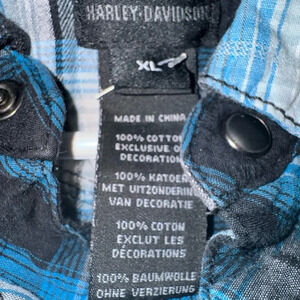 HARLEY-DAVIDSON
XL
MADE IN CHINA
100% COTTON
EXCLUSIVE OF
DECORATION
100% KATOEN
MET UITZONDERING
VAN DECORATIE
100% COTON
EXCLUT LES
DÉCORATIONS
100% BAUMWOLLE
OHNE VERZIERUNG